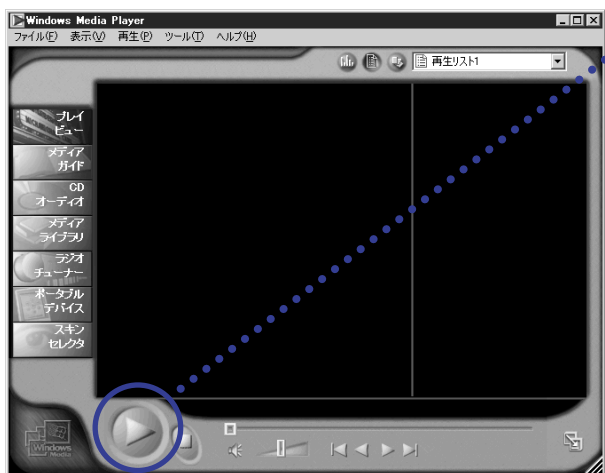 Windows Media Player
ファイル(F) 表示(V) 再生(P) ツール(T) ヘルプ(H)
再生リスト1
プレイ
ビュー
メディア
ガイド
CD
オーディオ
メディア
ライブラリ
ラジオ
チューナー
ポータブル
デバイス
スキン
セレクタ
Windows
Media